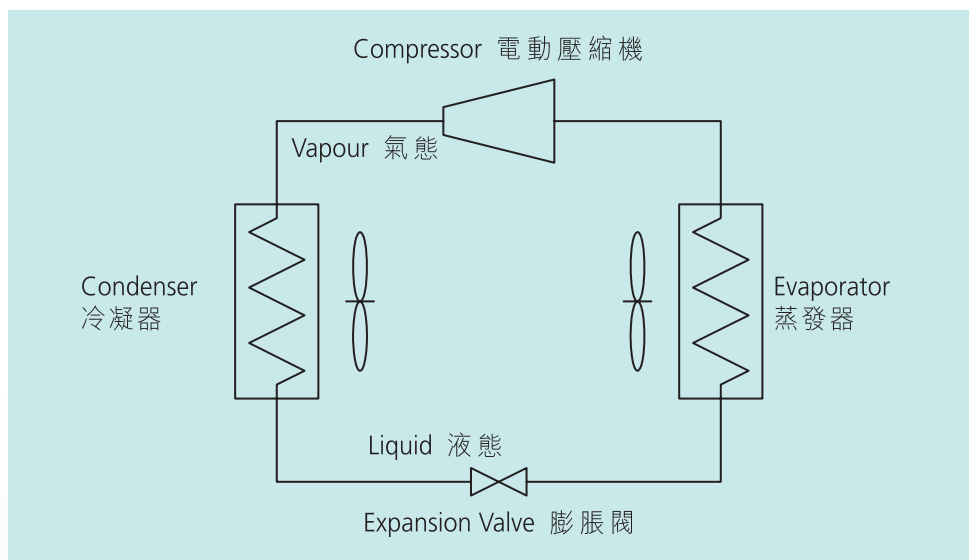 Compressor 電動壓縮機
Vapour 氣態
Condenser
冷凝器
Evaporator
蒸發器
Liquid 液態
Expansion Valve 膨脹閥